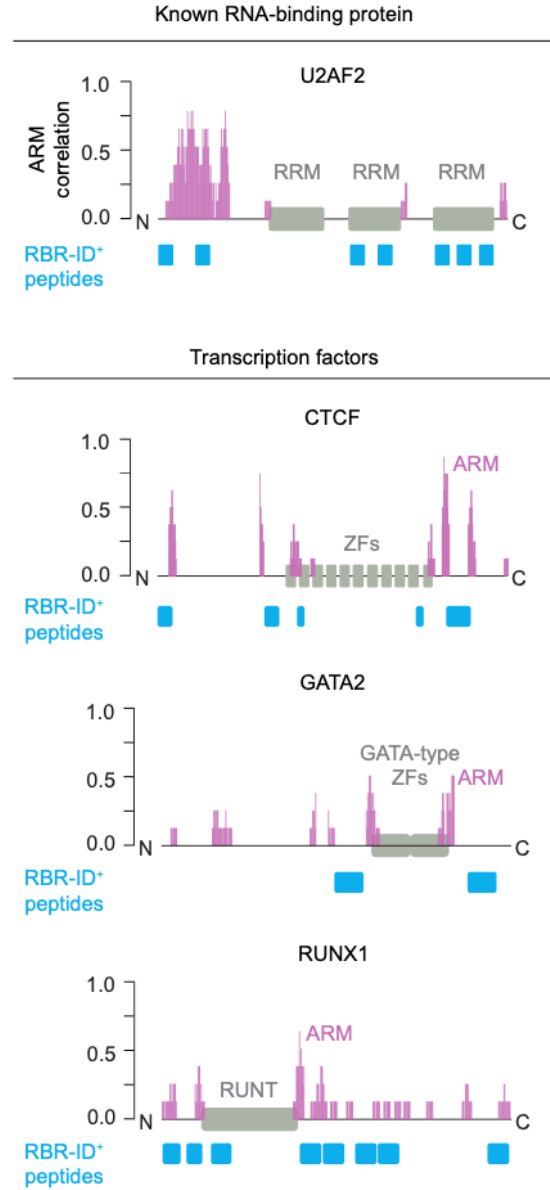 Known RNA-binding protein
U2AF2
1.0
0.5
0.0
ARM
correlation
RRM
RRM
RRM
N
C
RBR-ID⁺
peptides
Transcription factors
CTCF
1.0
0.5
0.0
ARM
ZFs
N
C
RBR-ID⁺
peptides
GATA2
1.0
0.5
0.0
GATA-type
ZFs
ARM
N
C
RBR-ID⁺
peptides
RUNX1
1.0
0.5
0.0
ARM
RUNT
N
C
RBR-ID⁺
peptides